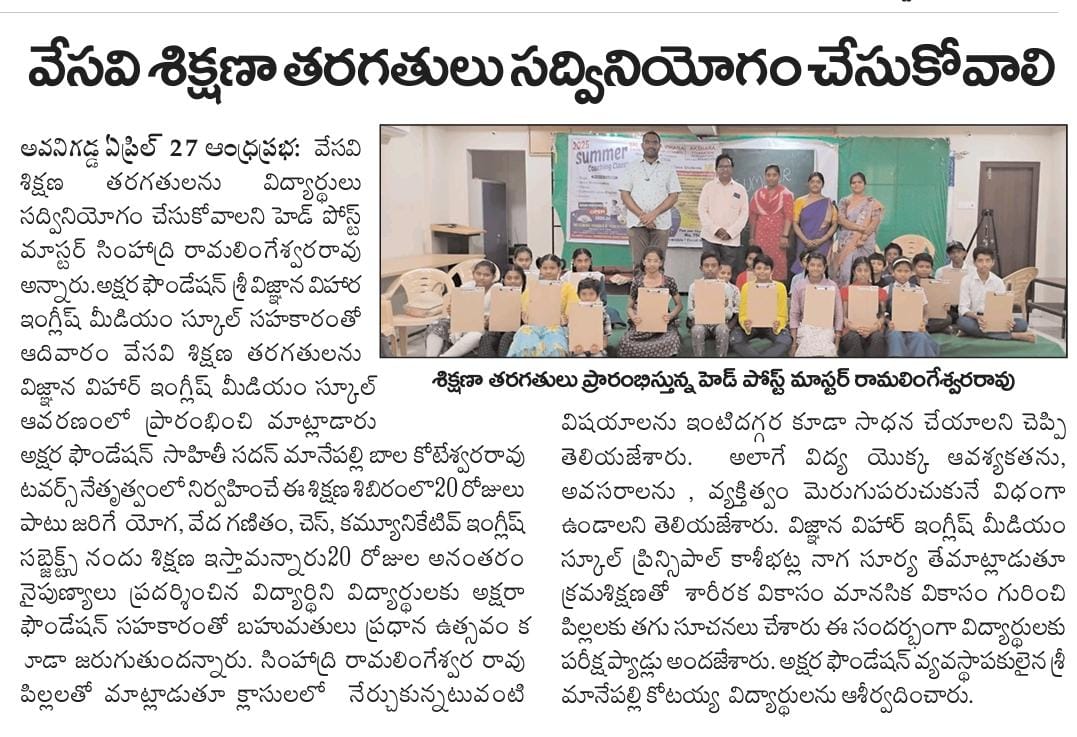 వేసవి శిక్షణా తరగతులు సద్వినియోగం చేసుకోవాలి
అవనిగడ్డ ఏప్రిల్ 27 ఆంధ్రప్రభ: వేసవి
శిక్షణ తరగతులను విద్యార్థులు
సద్వినియోగం చేసుకోవాలని హెడ్ పోస్ట్
మాస్టర్ సింహాద్రి రామలింగేశ్వరరావు
అన్నారు.అక్షర ఫౌండేషన్ శ్రీ విజ్ఞాన విహార
ఇంగ్లీష్ మీడియం స్కూల్ సహకారంతో
ఆదివారం వేసవి శిక్షణ తరగతులను
విజ్ఞాన విహార్ ఇంగ్లీష్ మీడియం స్కూల్
ఆవరణంలో ప్రారంభించి మాట్లాడారు
అక్షర ఫౌండేషన్ సాహితీ సదన్ మానేపల్లి బాల కోటేశ్వరరావు
టవర్స్ నేతృత్వంలో నిర్వహించే ఈ శిక్షణ శిబిరంలో20 రోజులు
పాటు జరిగే యోగ, వేద గణితం, చెస్, కమ్యూనికేటివ్ ఇంగ్లీష్
సబ్జెక్ట్స్ నందు శిక్షణ ఇస్తామన్నారు20 రోజుల అనంతరం
నైపుణ్యాలు ప్రదర్శించిన విద్యార్థిని విద్యార్థులకు అక్షరా
ఫౌండేషన్ సహకారంతో బహుమతులు ప్రధాన ఉత్సవం క
ూడా జరుగుతుందన్నారు. సింహాద్రి రామలింగేశ్వర రావు
పిల్లలతో మాట్లాడుతూ క్లాసులలో నేర్చుకున్నటువంటి
2025
Summer
Coaching Class
శిక్షణా తరగతులు ప్రారంభిస్తున్న హెడ్ పోస్ట్ మాస్టర్ రామలింగేశ్వరరావు
విషయాలను ఇంటిదగ్గర కూడా సాధన చేయాలని చెప్పి
తెలియజేశారు. అలాగే విద్య యొక్క ఆవశ్యకతను,
అవసరాలను , వ్యక్తిత్వం మెరుగుపరుచుకునే విధంగా
ఉండాలని తెలియజేశారు. విజ్ఞాన విహార్ ఇంగ్లీష్ మీడియం
స్కూల్ ప్రిన్సిపాల్ కాశీభట్ల నాగ సూర్య తేమాట్లాడుతూ
క్రమశిక్షణతో శారీరక వికాసం మానసిక వికాసం గురించి
పిల్లలకు తగు సూచనలు చేశారు ఈ సందర్భంగా విద్యార్థులకు
పరీక్షప్యాడ్లు అందజేశారు. అక్షర ఫౌండేషన్ వ్యవస్థాపకులైన శ్రీ
మానేపల్లి కోటయ్య విద్యార్థులను ఆశీర్వదించారు.